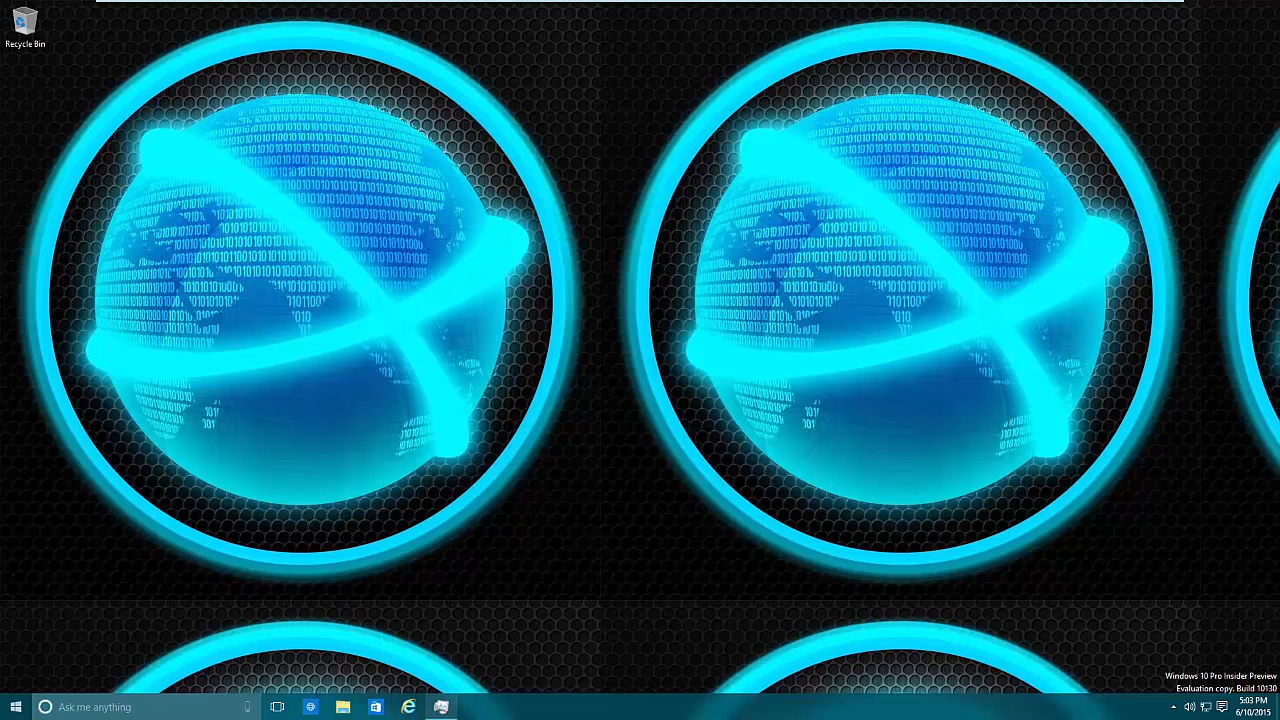 Recycle Bin
Windows 10 Pro Insider Preview
Evaluation copy. Build 10130
Ask me anything
5:03 PM
6/10/2015